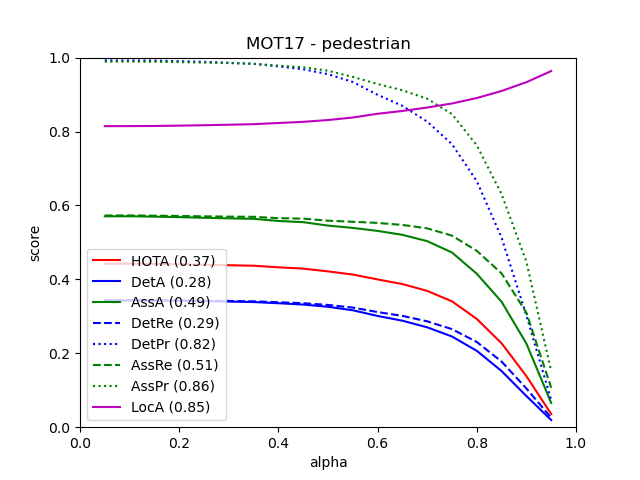 MOT17 - pedestrian
1.0
0.8
0.6
0.4
0.2
0.0
score
HOTA (0.37)
DetA (0.28)
AssA (0.49)
DetRe (0.29)
DetPr (0.82)
AssRe (0.51)
AssPr (0.86)
LocA (0.85)
0.0 0.2 0.4 0.6 0.8 1.0
alpha